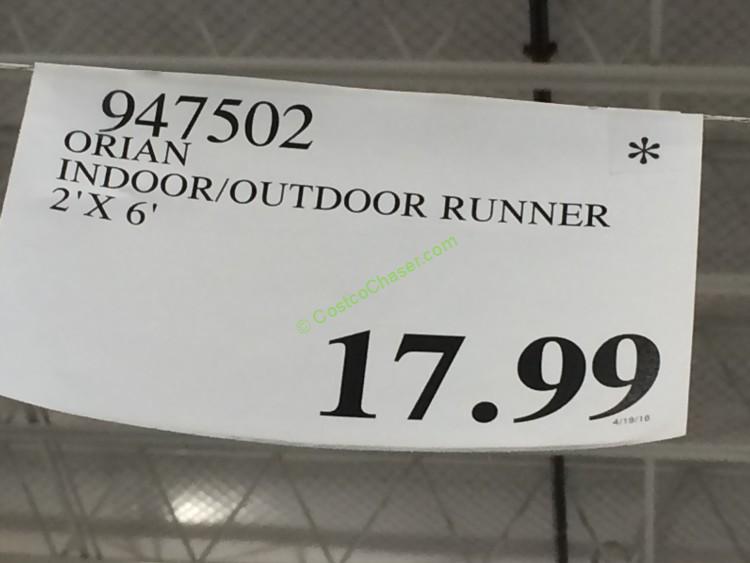 947502
*
ORIAN
INDOOR/OUTDOOR RUNNER
2'X 6'
© CostcoChaser.com
17.99
4/19/16